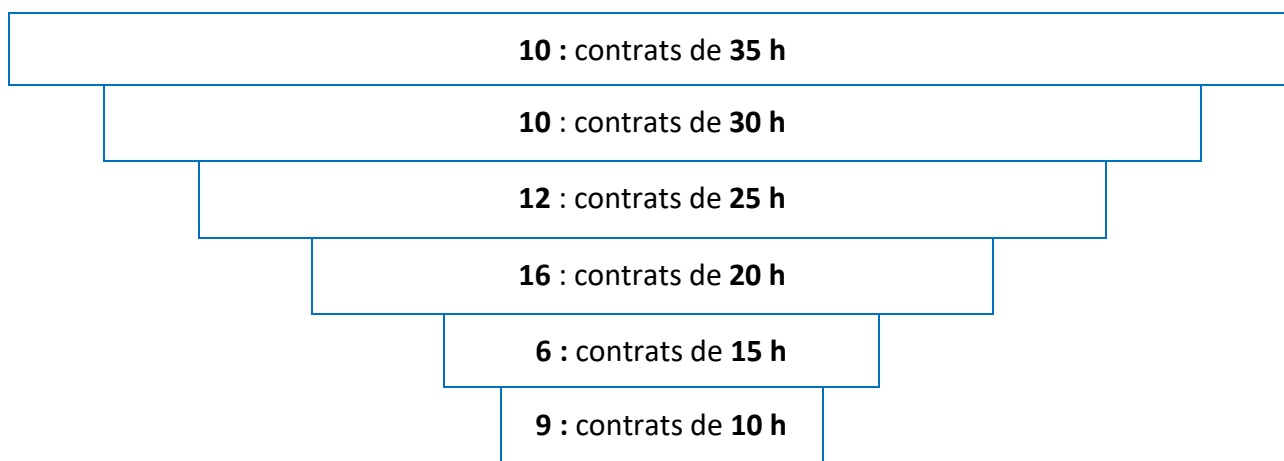 10 : contrats de 35 h
10 : contrats de 30 h
12 : contrats de 25 h
16 : contrats de 20 h
6 : contrats de 15 h
9 : contrats de 10 h